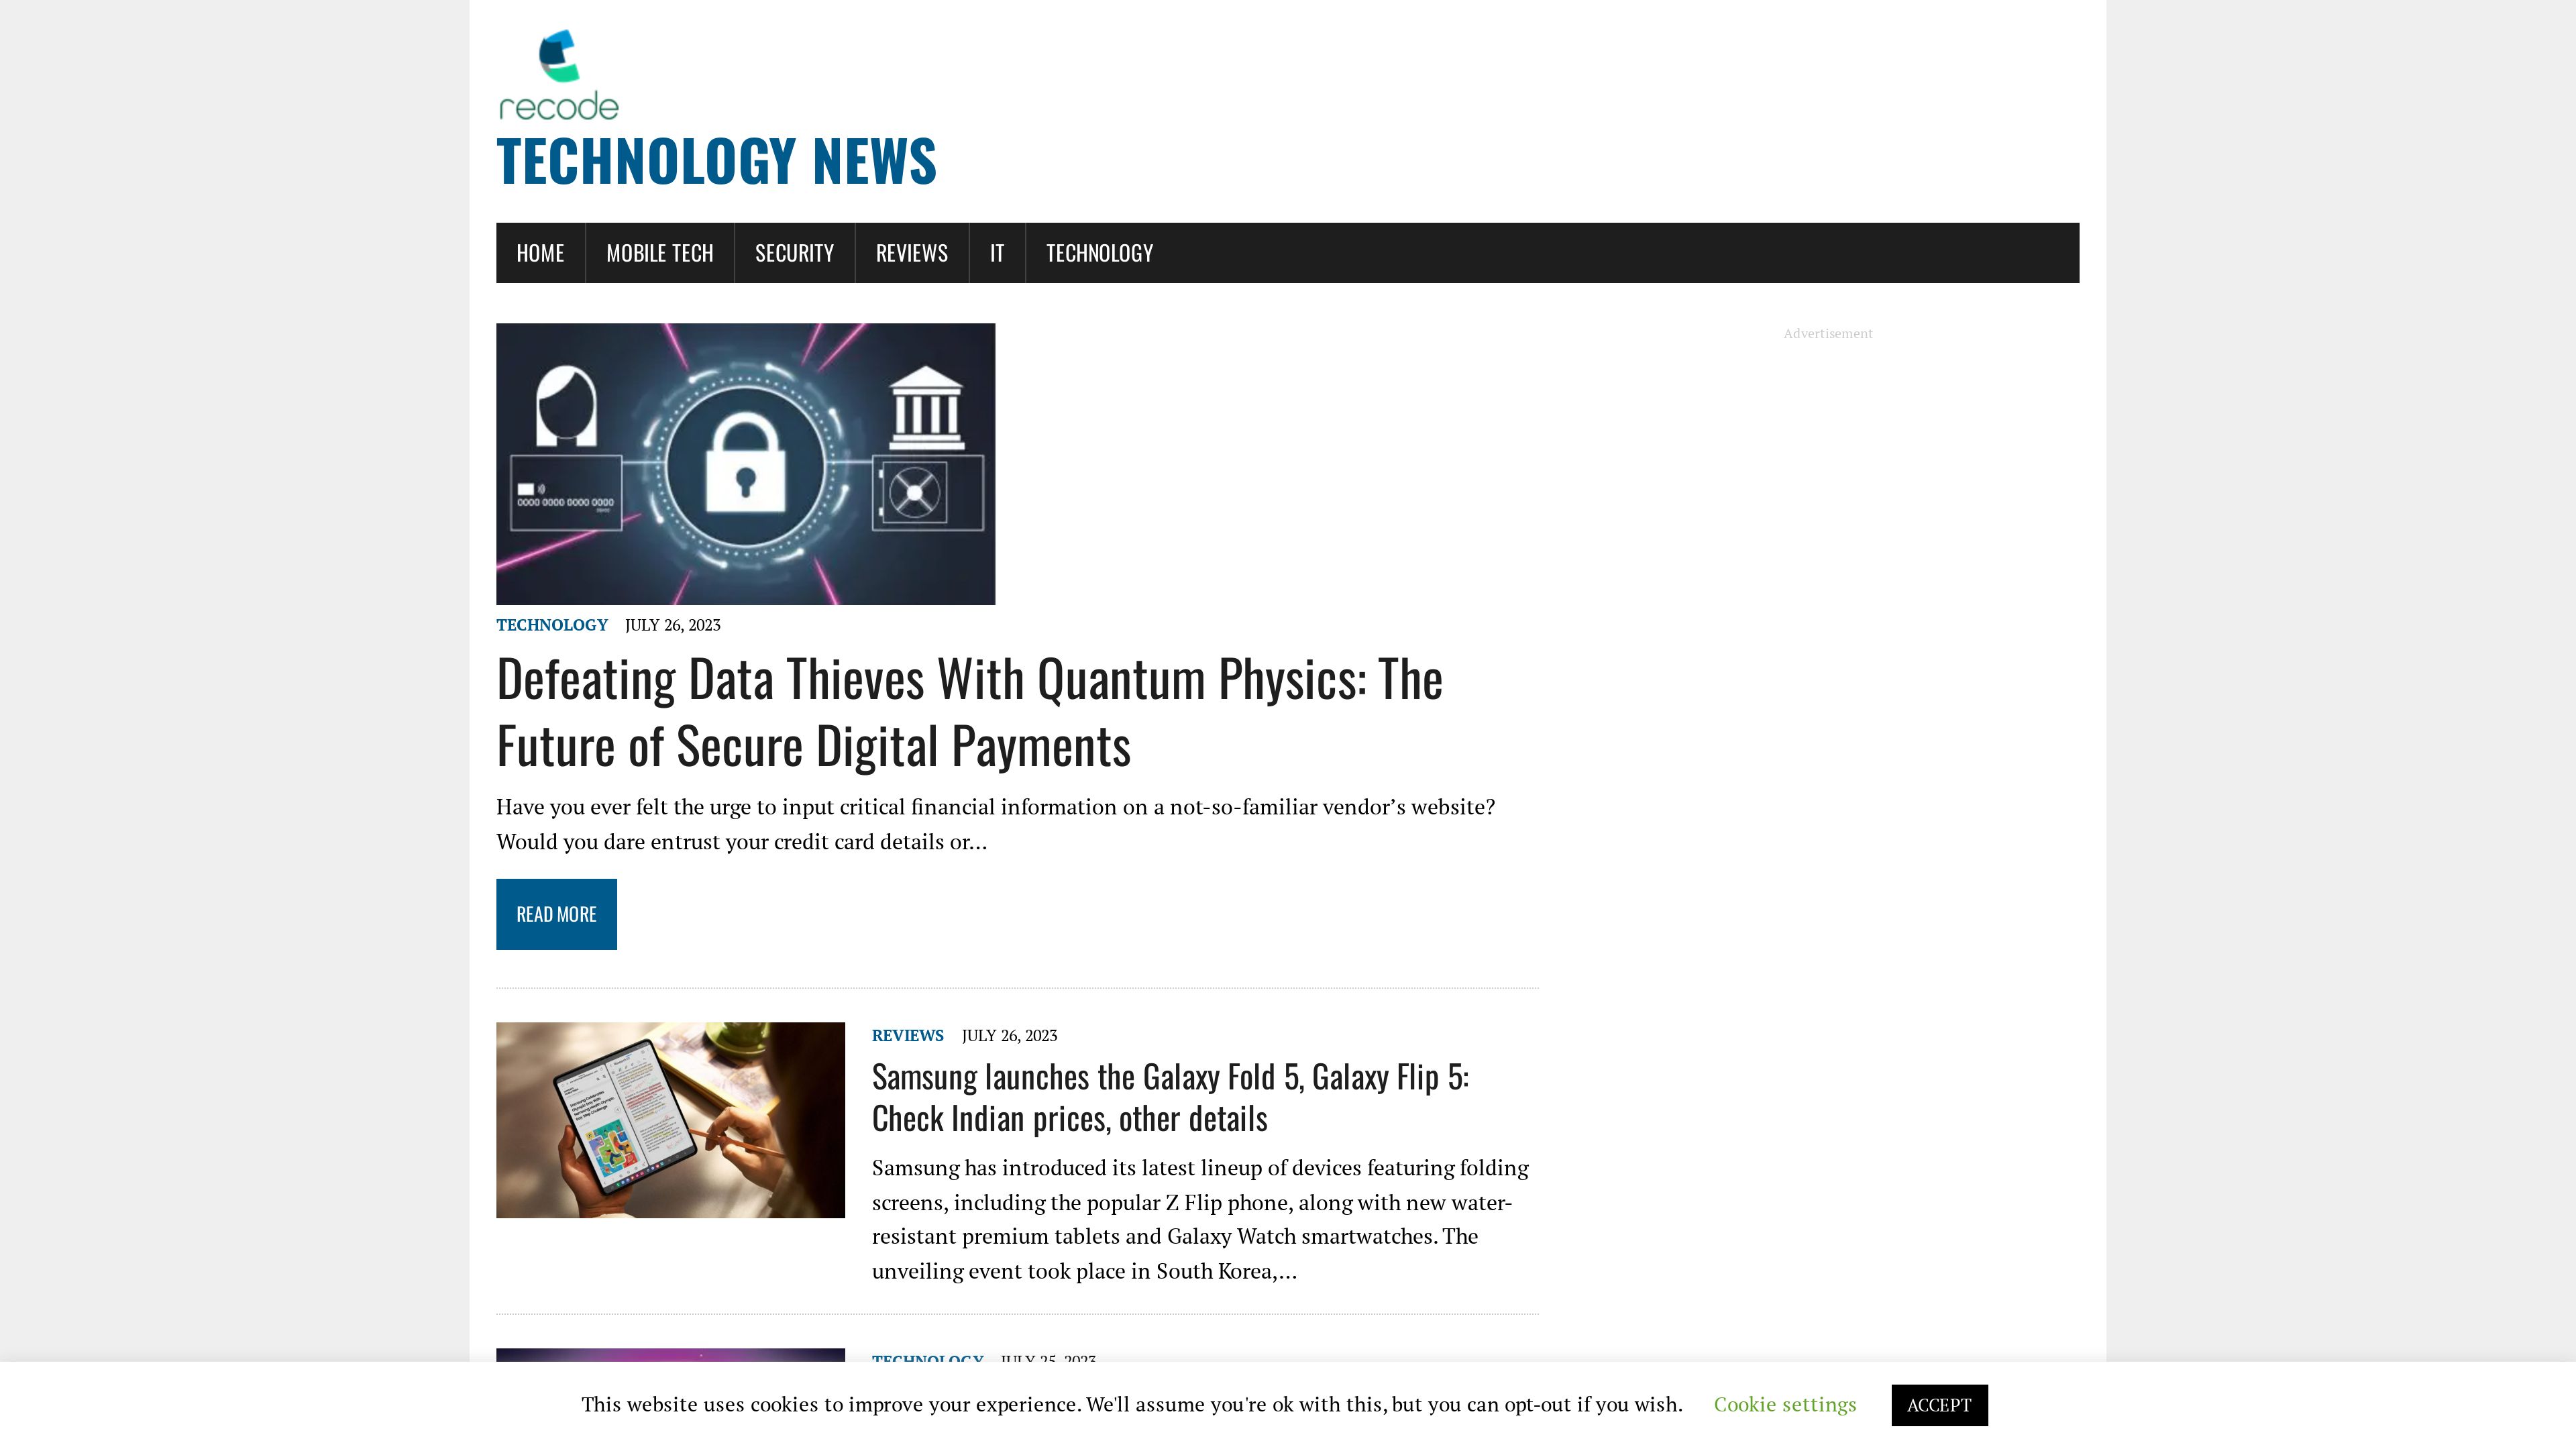 recode
TECHNOLOGY NEWS
HOME
MOBILE TECH
SECURITY
REVIEWS
IT
TECHNOLOGY
Advertisement
0000 0000 0000 0000
TECHNOLOGY JULY 26, 2023
Defeating Data Thieves With Quantum Physics: The
Future of Secure Digital Payments
Have you ever felt the urge to input critical financial information on a not-so-familiar vendor’s website?
Would you dare entrust your credit card details or...
READ MORE
REVIEWS JULY 26, 2023
Samsung launches the Galaxy Fold 5, Galaxy Flip 5:
Check Indian prices, other details
Samsung has introduced its latest lineup of devices featuring folding
screens, including the popular Z Flip phone, along with new water-
resistant premium tablets and Galaxy Watch smartwatches. The
unveiling event took place in South Korea,...
TECHNOLOGY JULY 25, 2023
This website uses cookies to improve your experience. We'll assume you're ok with this, but you can opt-out if you wish.
Cookie settings
ACCEPT